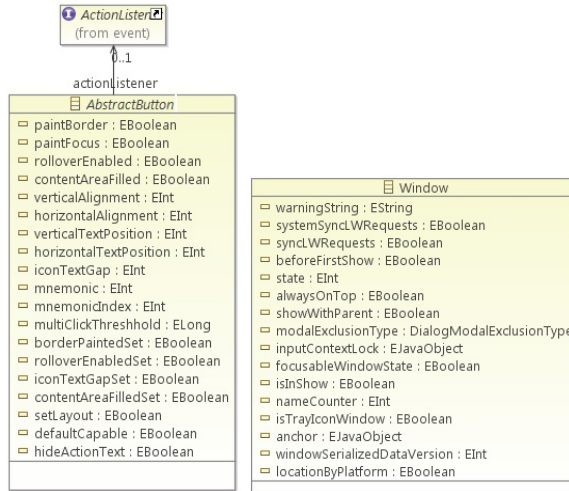 ActionListener
(from event)
0..1
actionListener
AbstractButton
paintBorder : EBoolean
paintFocus : EBoolean
rolloverEnabled : EBoolean
contentAreaFilled : EBoolean
verticalAlignment : EInt
horizontalAlignment : EInt
verticalTextPosition : EInt
horizontalTextPosition : EInt
iconTextGap : EInt
mnemonic : EInt
mnemonicIndex : EInt
multiClickThreshhold : ELong
borderPaintedSet : EBoolean
rolloverEnabledSet : EBoolean
iconTextGapSet : EBoolean
contentAreaFilledSet : EBoolean
setLayout : EBoolean
defaultCapable : EBoolean
hideActionText : EBoolean
Window
warningString : EString
systemSyncLWRequests : EBoolean
syncLWRequests : EBoolean
beforeFirstShow : EBoolean
state : EInt
alwaysOnTop : EBoolean
showWithParent : EBoolean
modalExclusionType : DialogModalExclusionType
inputContextLock : EJavaObject
focusableWindowState : EBoolean
isInShow : EBoolean
nameCounter : EInt
isTrayIconWindow : EBoolean
anchor : EJavaObject
windowSerializedDataVersion : EInt
locationByPlatform : EBoolean